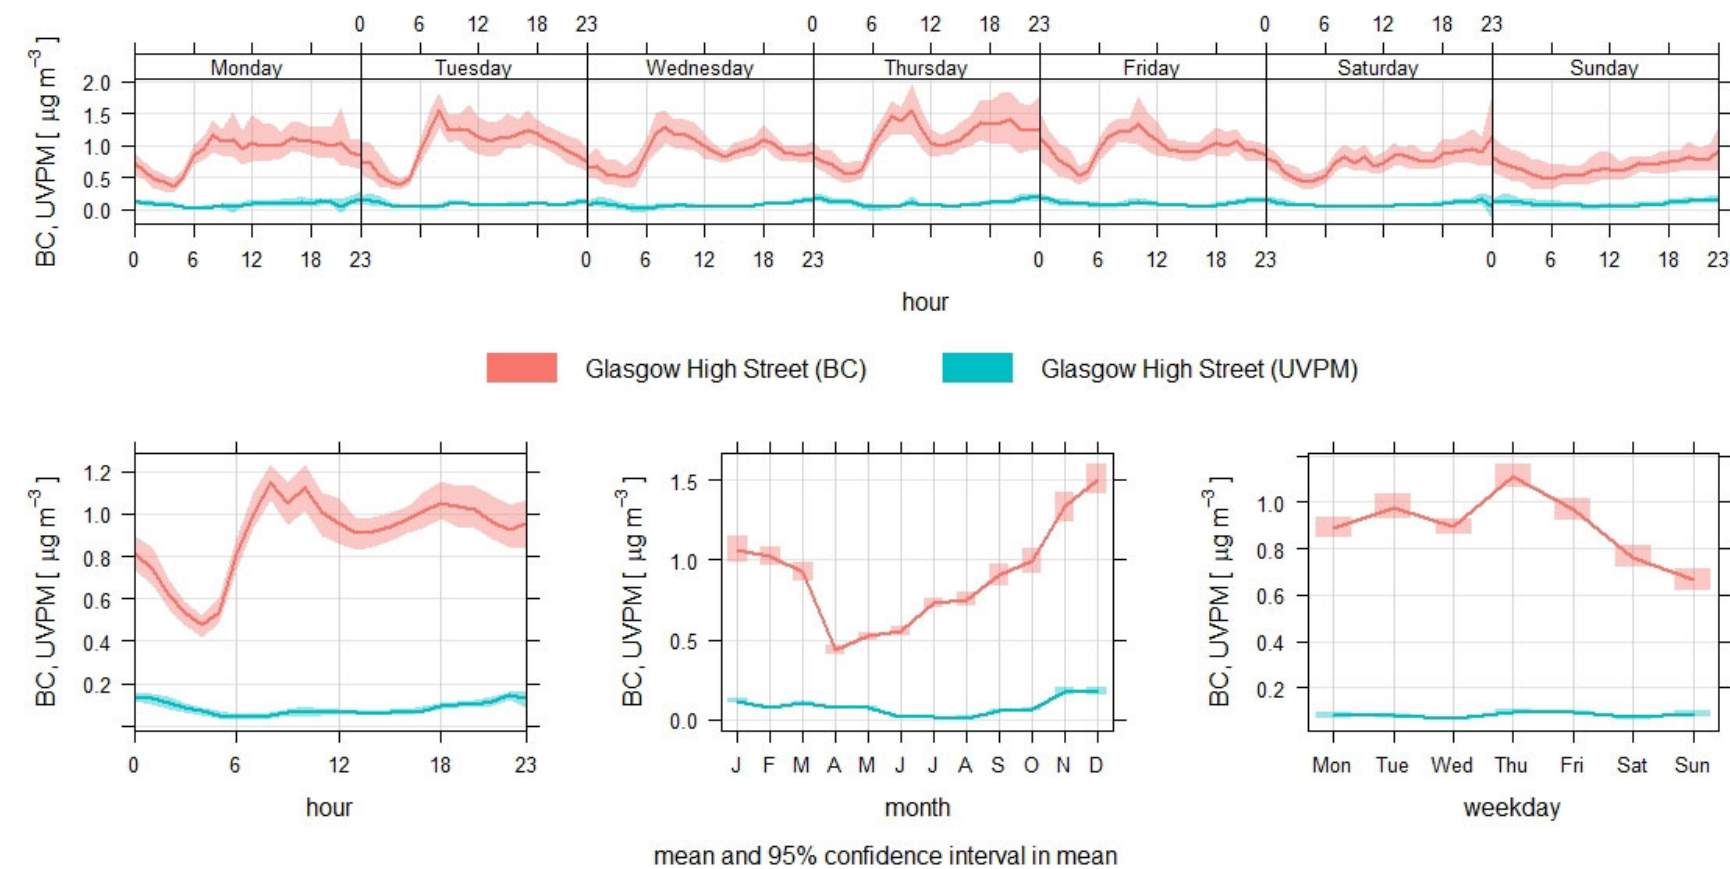 0 6 12 18 23 0 6 12 18 23 0 6 12 18 23
Monday Tuesday Wednesday Thursday Friday Saturday Sunday
BC, UVPM [ µg m⁻³ ]
2.0
1.5
1.0
0.5
0.0
0 6 12 18 23 0 6 12 18 23 0 6 12 18 23 0 6 12 18 23
hour
Glasgow High Street (BC) Glasgow High Street (UVPM)
BC, UVPM [ µg m⁻³ ]
1.2
1.0
0.8
0.6
0.4
0.2
0 6 12 18 23
hour
BC, UVPM [ µg m⁻³ ]
1.5
1.0
0.5
0.0
J F M A M J J A S O N D
month
BC, UVPM [ µg m⁻³ ]
1.0
0.8
0.6
0.4
0.2
Mon Tue Wed Thu Fri Sat Sun
weekday
mean and 95% confidence interval in mean